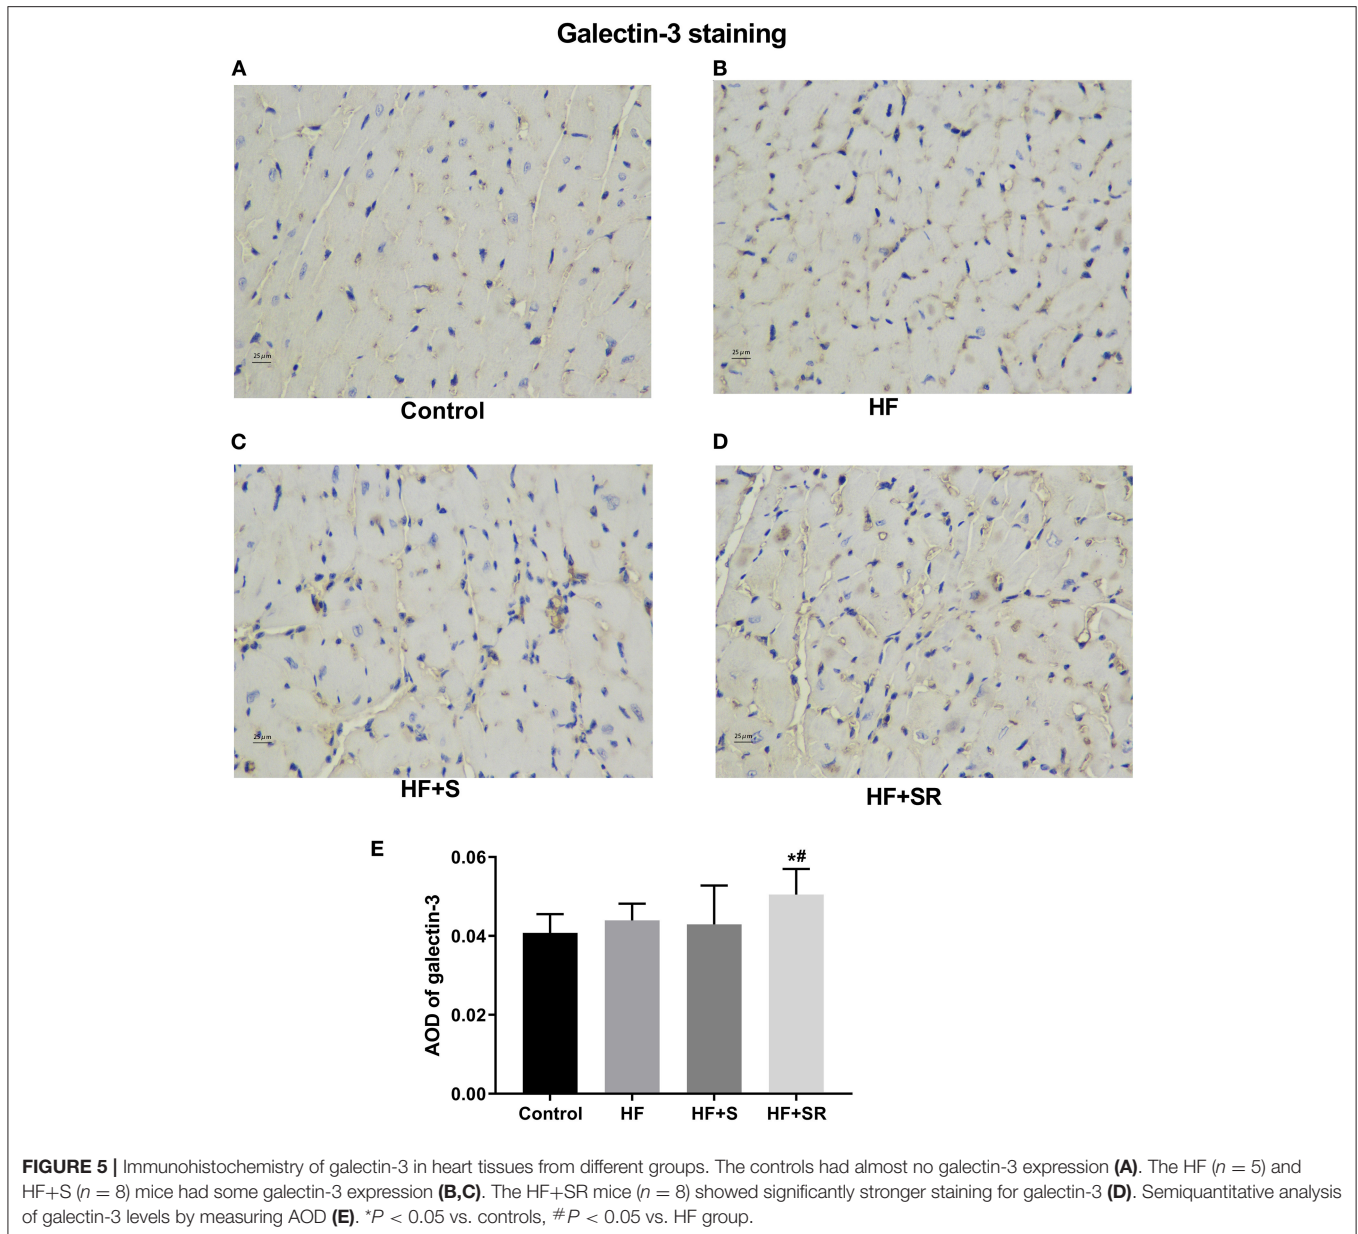 Galectin-3 staining
A
B
25 μm
25 μm
Control
HF
C
D
25 μm
25 μm
HF+S
HF+SR
E
AOD of galectin-3
0.06
0.04
0.02
0.00
*#
Control HF HF+S HF+SR
FIGURE 5 | Immunohistochemistry of galectin-3 in heart tissues from different groups. The controls had almost no galectin-3 expression (A). The HF (n = 5) and
HF+S (n = 8) mice had some galectin-3 expression (B,C). The HF+SR mice (n = 8) showed significantly stronger staining for galectin-3 (D). Semiquantitative analysis
of galectin-3 levels by measuring AOD (E). *P < 0.05 vs. controls, #P < 0.05 vs. HF group.